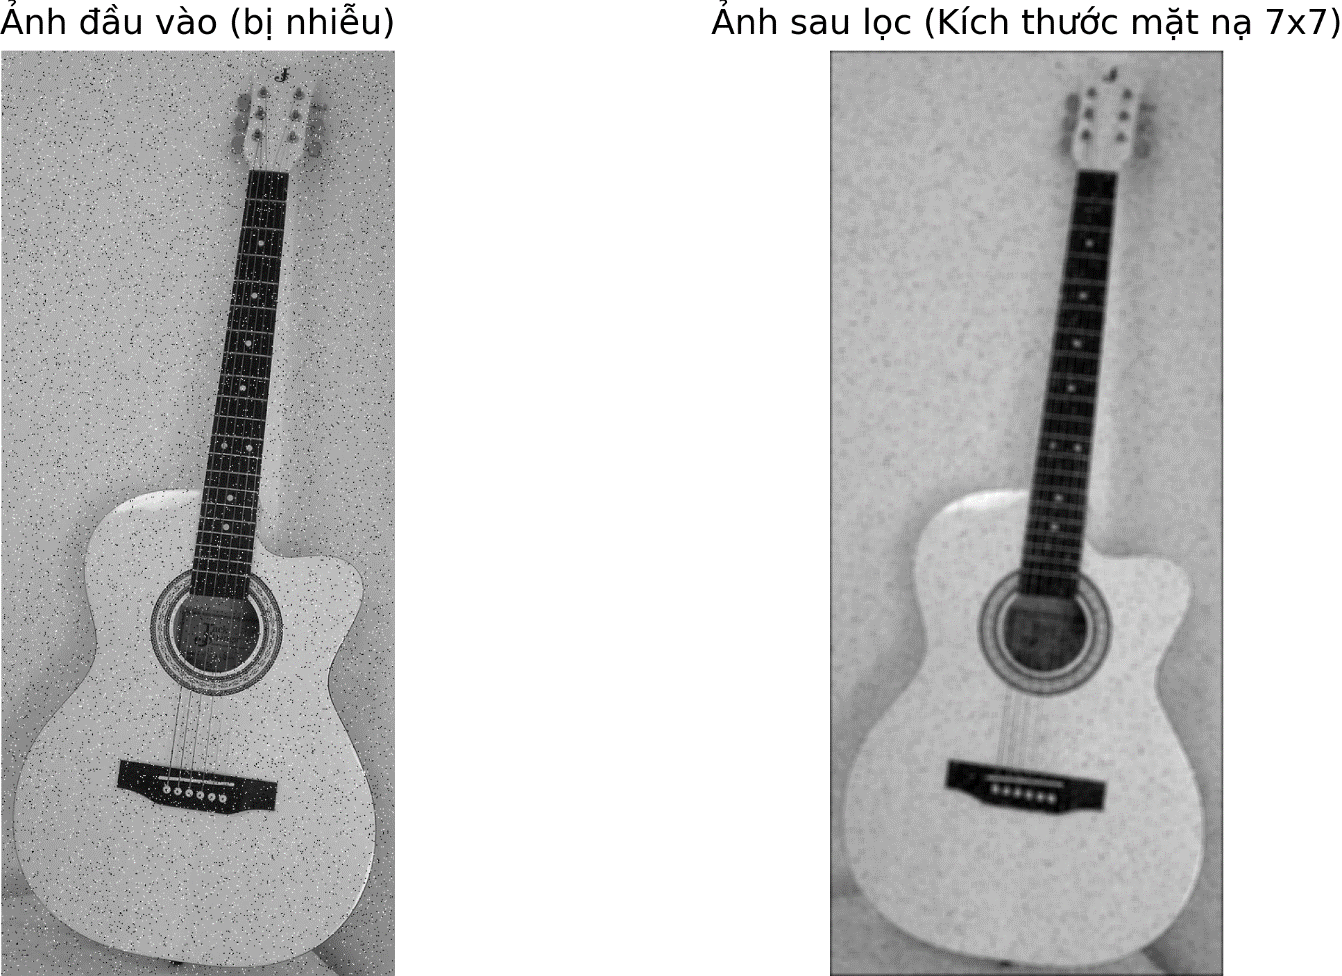 Ảnh đầu vào (bị nhiễu)
Ảnh sau lọc (Kích thước mặt nạ 7x7)